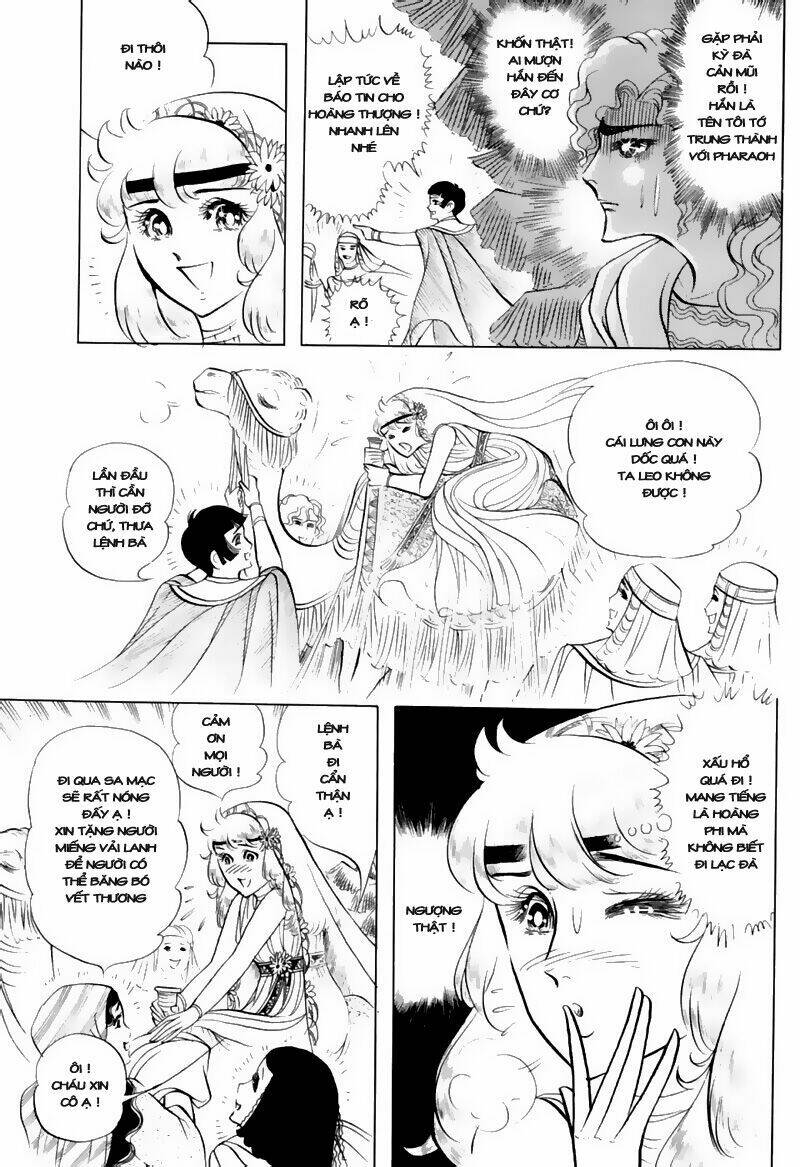 GẶP PHẢI
KỲ ĐÀ
CẢN MŨI
RỒI ! HẮN LÀ
TÊN TÔI TỚ
TRUNG THÀNH
VỚI PHARAOH
KHỐN THẬT!
AI MƯỢN
HẮN ĐẾN
ĐÂY CƠ
CHỨ?
LẬP TỨC VỀ
BÁO TIN CHO
HOÀNG THƯỢNG !
NHANH LÊN
NHÉ
RÕ
Ạ !
ĐI THÔI
NÀO !
ÔI ÔI !
CÁI LƯNG CON NÀY
DỐC QUÁ !
TA LEO KHÔNG
ĐƯỢC !
LẦN ĐẦU
THÌ CẦN
NGƯỜI ĐỠ
CHỨ, THƯA
LỆNH BÀ
XẤU HỔ
QUÁ ĐI !
MANG TIẾNG
LÀ HOÀNG
PHI MÀ
KHÔNG BIẾT
ĐI LẠC ĐÀ
NGƯỢNG
THẬT !
LỆNH
BÀ
ĐI
CẨN
THẬN
Ạ !
CẢM
ƠN
MỌI
NGƯỜI !
ĐI QUA SA MẠC
SẼ RẤT NÓNG
ĐẤY Ạ !
XIN TẶNG NGƯỜI
MIẾNG VẢI LANH
ĐỂ NGƯỜI CÓ
THỂ BĂNG BÓ
VẾT THƯƠNG
ÔI !
CHÁU XIN
CÔ Ạ !